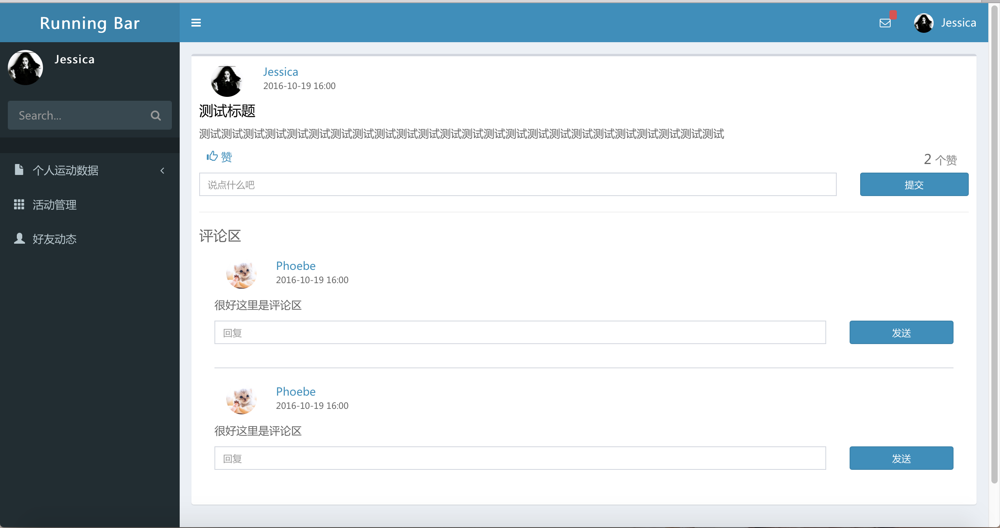 Running Bar
Jessica
Jessica
Search...
个人运动数据
活动管理
好友动态
Jessica
2016-10-19 16:00
测试标题
测试测试测试测试测试测试测试测试测试测试测试测试测试测试测试测试测试测试测试测试测试测试测试测试
赞
2 个赞
说点什么吧
提交
评论区
Phoebe
2016-10-19 16:00
很好这里是评论区
回复
发送
Phoebe
2016-10-19 16:00
很好这里是评论区
回复
发送